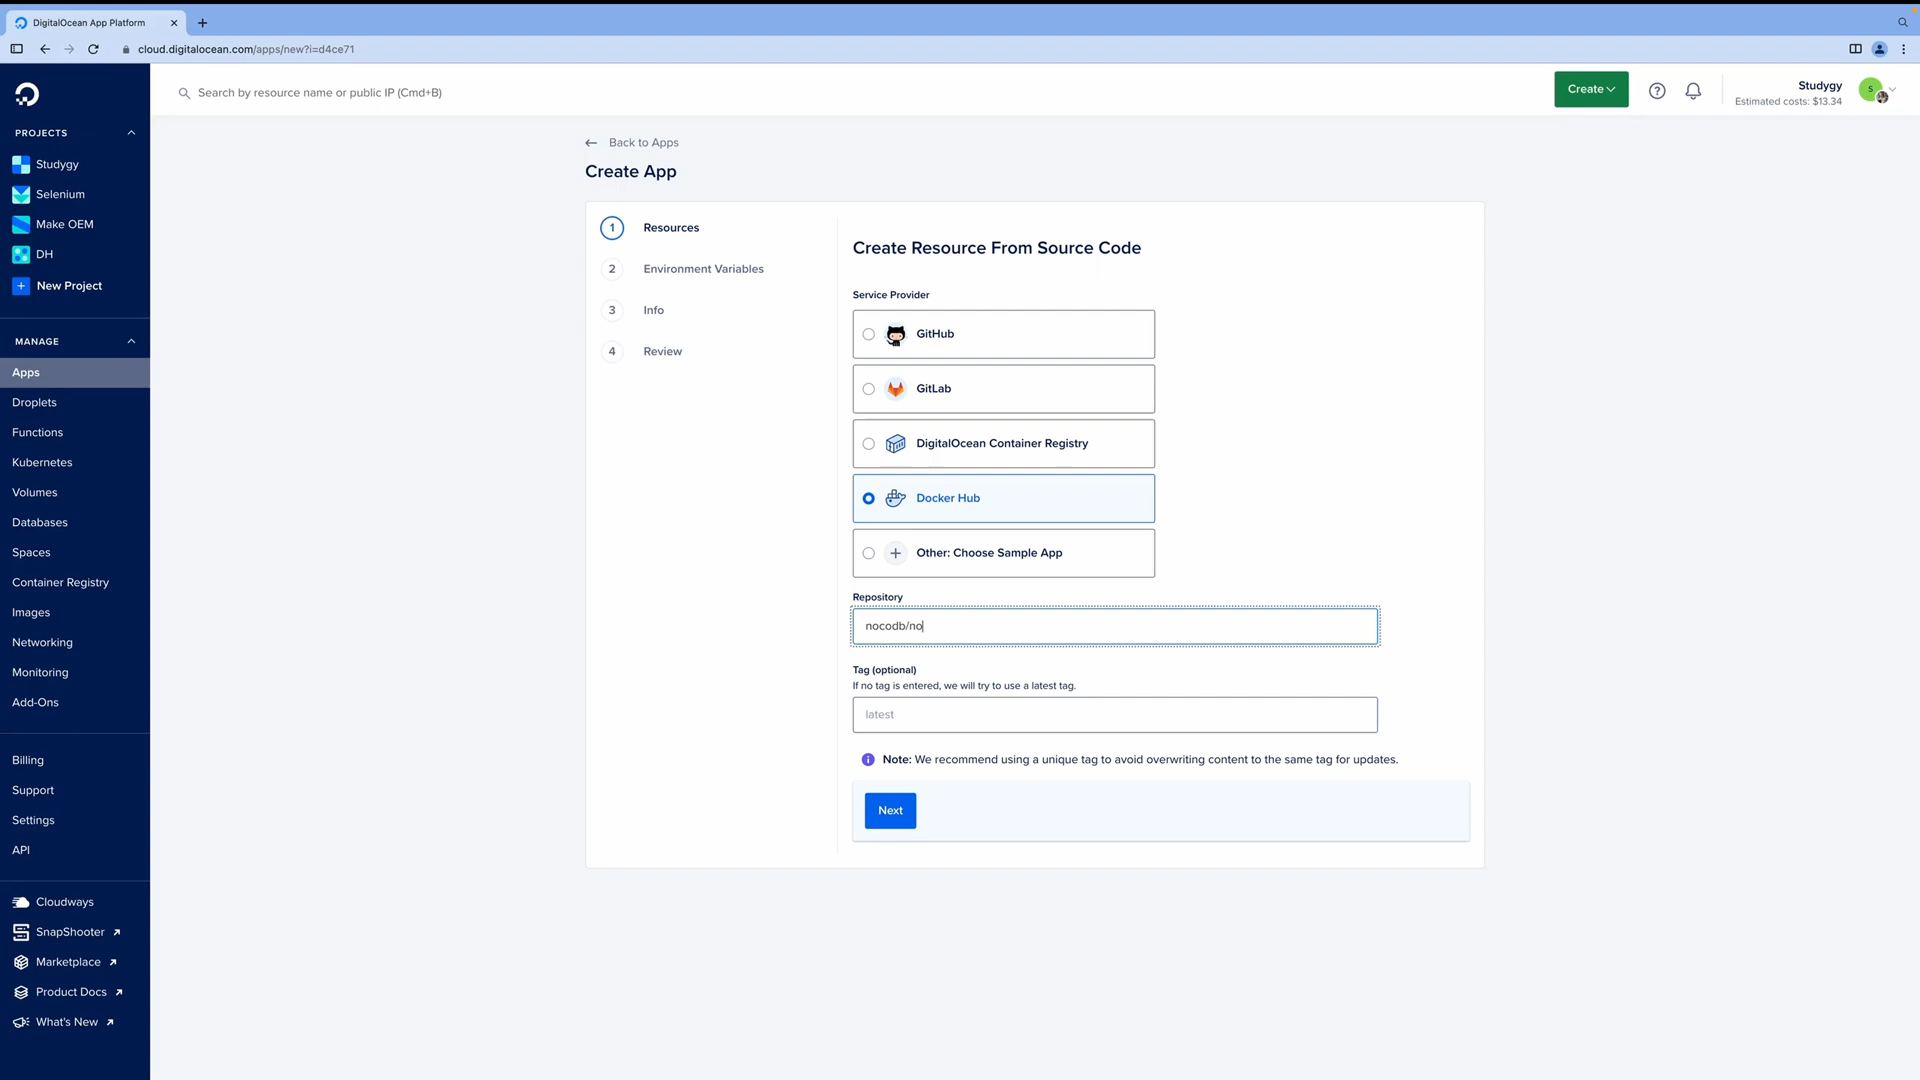 DigitalOcean App Platform
cloud.digitalocean.com/apps/new?i=d4ce71
Search by resource name or public IP (Cmd+B)
Create
?
Studygy
Estimated costs: $13.34
S
PROJECTS
Studygy
Selenium
Make OEM
DH
+ New Project
MANAGE
Apps
Droplets
Functions
Kubernetes
Volumes
Databases
Spaces
Container Registry
Images
Networking
Monitoring
Add-Ons
Billing
Support
Settings
API
Cloudways
SnapShooter
Marketplace
Product Docs
What's New
Back to Apps
Create App
1 Resources
2 Environment Variables
3 Info
4 Review
Create Resource From Source Code
Service Provider
GitHub
GitLab
DigitalOcean Container Registry
Docker Hub
Other: Choose Sample App
Repository
nocodb/no
Tag (optional)
If no tag is entered, we will try to use a latest tag.
latest
Note: We recommend using a unique tag to avoid overwriting content to the same tag for updates.
Next